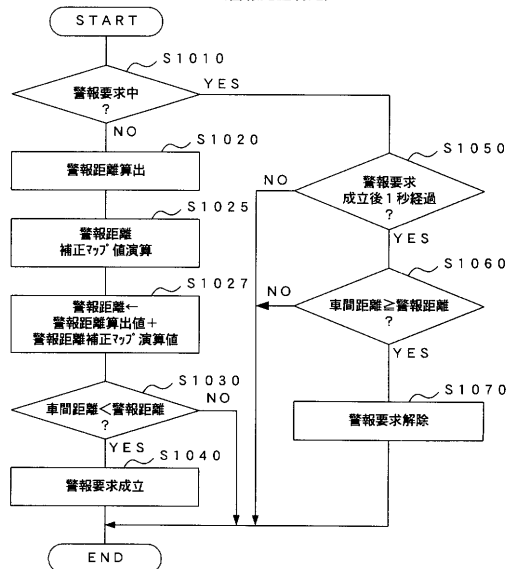 START
S1010
警報要求中
?
YES
NO
S1020
警報距離算出
S1025
警報距離
補正マップ値演算
S1027
警報距離←
警報距離算出値+
警報距離補正マップ演算値
S1030
車間距離<警報距離
?
NO
YES
S1040
警報要求成立
S1050
警報要求
成立後1秒経過
?
NO
YES
S1060
車間距離≧警報距離
?
NO
YES
S1070
警報要求解除
END